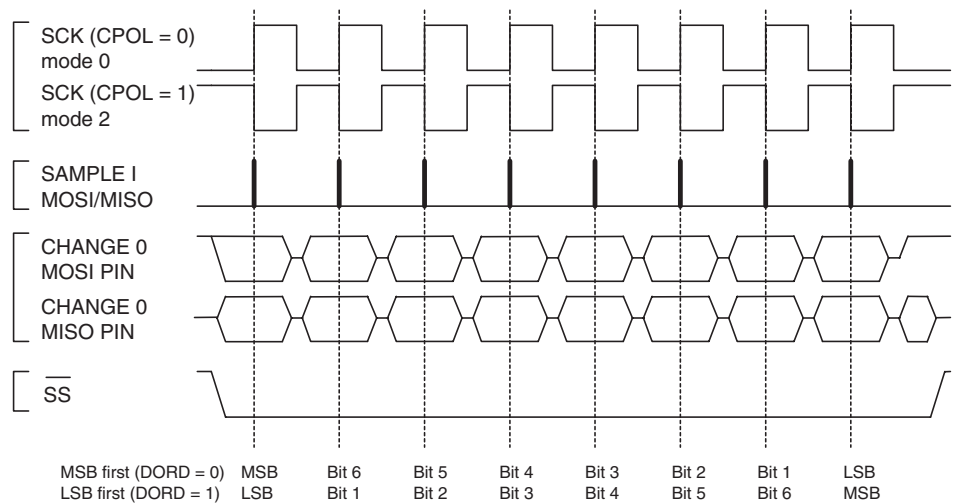 SCK (CPOL = 0)
mode 0
SCK (CPOL = 1)
mode 2
SAMPLE I
MOSI/MISO
CHANGE 0
MOSI PIN
CHANGE 0
MISO PIN
SS
MSB first (DORD = 0) MSB Bit 6 Bit 5 Bit 4 Bit 3 Bit 2 Bit 1 LSB
LSB first (DORD = 1) LSB Bit 1 Bit 2 Bit 3 Bit 4 Bit 5 Bit 6 MSB